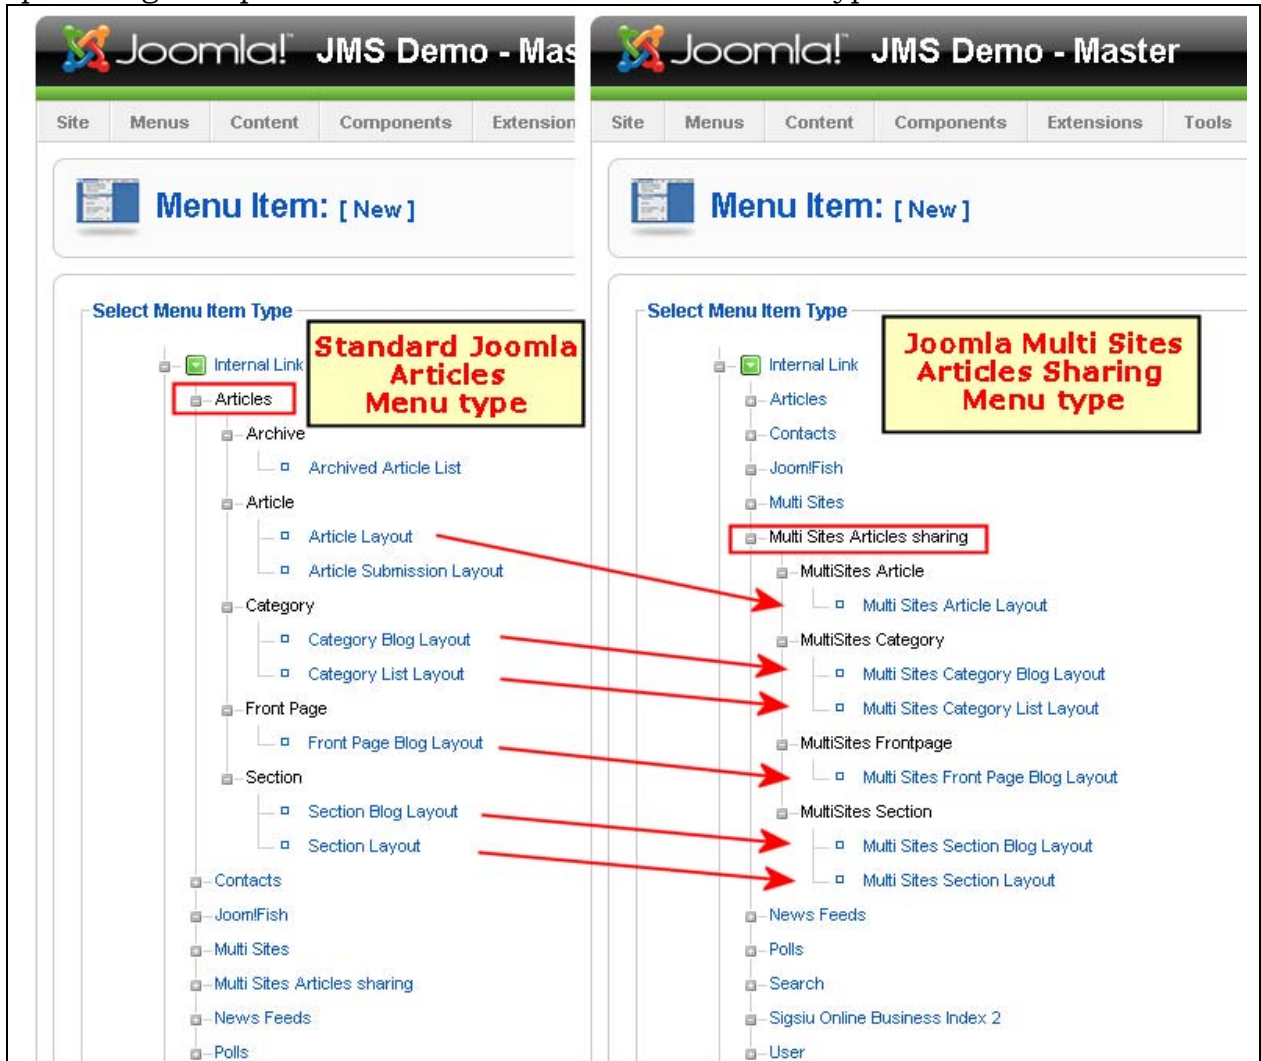 Joomla!™ JMS Demo - Mas
Site Menus Content Components Extension
Menu Item: [ New ]
Select Menu Item Type
Standard Joomla
Articles
Menu type
Internal Link
Articles
Archive
Archived Article List
Article
Article Layout
Article Submission Layout
Category
Category Blog Layout
Category List Layout
Front Page
Front Page Blog Layout
Section
Section Blog Layout
Section Layout
Contacts
Joom!Fish
Multi Sites
Multi Sites Articles sharing
News Feeds
Polls
Joomla!™ JMS Demo - Master
Site Menus Content Components Extensions Tools
Menu Item: [ New ]
Select Menu Item Type
Joomla Multi Sites
Articles Sharing
Menu type
Internal Link
Articles
Contacts
Joom!Fish
Multi Sites
Multi Sites Articles sharing
MultiSites Article
Multi Sites Article Layout
MultiSites Category
Multi Sites Category Blog Layout
Multi Sites Category List Layout
MultiSites Frontpage
Multi Sites Front Page Blog Layout
MultiSites Section
Multi Sites Section Blog Layout
Multi Sites Section Layout
News Feeds
Polls
Search
Sigsiu Online Business Index 2
User